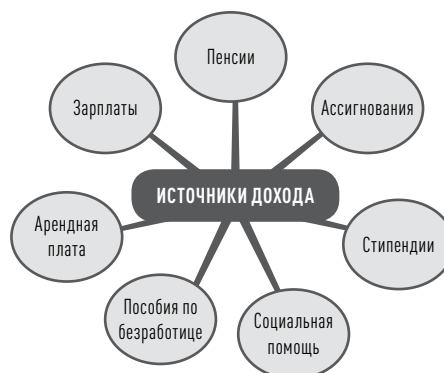 Пенсии
Зарплаты
Ассигнования
ИСТОЧНИКИ ДОХОДА
Арендная
плата
Стипендии
Пособия по
безработице
Социальная
помощь